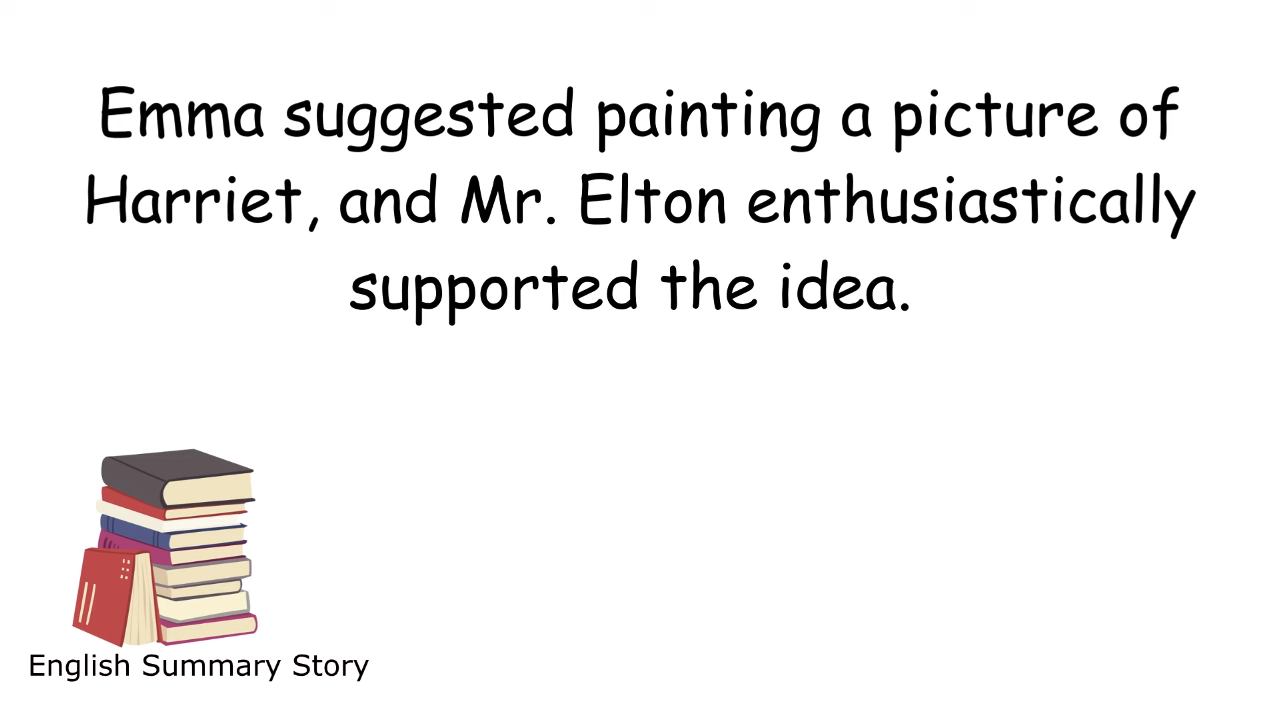 Emma suggested painting a picture of
Harriet, and Mr. Elton enthusiastically
supported the idea.
English Summary Story